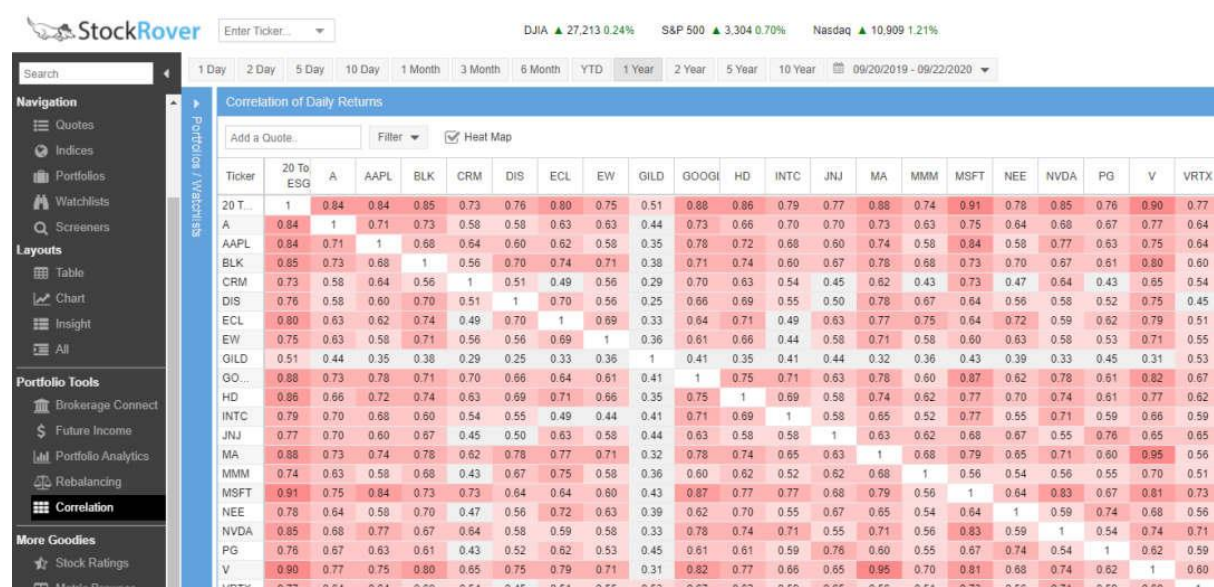 StockRover
Enter Ticker...
DJIA ▲ 27,213 0.24% S&P 500 ▲ 3,304 0.70% Nasdaq ▲ 10,909 1.21%
Search
1 Day 2 Day 5 Day 10 Day 1 Month 3 Month 6 Month YTD 1 Year 2 Year 5 Year 10 Year 09/20/2019 - 09/22/2020
Navigation
Quotes
Indices
Portfolios
Watchlists
Screeners
Layouts
Table
Chart
Insight
All
Portfolio Tools
Brokerage Connect
$ Future Income
Portfolio Analytics
Rebalancing
Correlation
More Goodies
Stock Ratings
Portfolios / Watchlists
Correlation of Daily Returns
Add a Quote.. Filter Heat Map
Ticker 20 To ESG A AAPL BLK CRM DIS ECL EW GILD GOOGL HD INTC JNJ MA MMM MSFT NEE NVDA PG V VRTX
20 T... 1 0.84 0.84 0.85 0.73 0.76 0.80 0.75 0.51 0.88 0.86 0.79 0.77 0.88 0.74 0.91 0.78 0.85 0.76 0.90 0.77
A 0.84 1 0.71 0.73 0.58 0.58 0.63 0.63 0.44 0.73 0.66 0.70 0.70 0.73 0.63 0.75 0.64 0.68 0.67 0.77 0.64
AAPL 0.84 0.71 1 0.68 0.64 0.60 0.62 0.58 0.35 0.78 0.72 0.68 0.60 0.74 0.58 0.84 0.58 0.77 0.63 0.75 0.64
BLK 0.85 0.73 0.68 1 0.56 0.70 0.74 0.71 0.38 0.71 0.74 0.60 0.67 0.78 0.68 0.73 0.70 0.67 0.61 0.80 0.60
CRM 0.73 0.58 0.64 0.56 1 0.51 0.49 0.56 0.29 0.70 0.63 0.54 0.45 0.62 0.43 0.73 0.47 0.64 0.43 0.65 0.54
DIS 0.76 0.58 0.60 0.70 0.51 1 0.70 0.56 0.25 0.66 0.69 0.55 0.50 0.78 0.67 0.64 0.56 0.58 0.52 0.75 0.45
ECL 0.80 0.63 0.62 0.74 0.49 0.70 1 0.69 0.33 0.64 0.71 0.49 0.63 0.77 0.75 0.64 0.72 0.59 0.62 0.79 0.51
EW 0.75 0.63 0.58 0.71 0.56 0.56 0.69 1 0.36 0.61 0.66 0.44 0.58 0.71 0.58 0.60 0.63 0.58 0.53 0.71 0.55
GILD 0.51 0.44 0.35 0.38 0.29 0.25 0.33 0.36 1 0.41 0.35 0.41 0.44 0.32 0.36 0.43 0.39 0.33 0.45 0.31 0.53
GO... 0.88 0.73 0.78 0.71 0.70 0.66 0.64 0.61 0.41 1 0.75 0.71 0.63 0.78 0.60 0.87 0.62 0.78 0.61 0.82 0.67
HD 0.86 0.66 0.72 0.74 0.63 0.69 0.71 0.66 0.35 0.75 1 0.69 0.58 0.74 0.62 0.77 0.70 0.74 0.61 0.77 0.62
INTC 0.79 0.70 0.68 0.60 0.54 0.55 0.49 0.44 0.41 0.71 0.69 1 0.58 0.65 0.52 0.77 0.55 0.71 0.59 0.66 0.59
JNJ 0.77 0.70 0.60 0.67 0.45 0.50 0.63 0.58 0.44 0.63 0.58 0.58 1 0.63 0.62 0.68 0.67 0.55 0.76 0.65 0.65
MA 0.88 0.73 0.74 0.78 0.62 0.78 0.77 0.71 0.32 0.78 0.74 0.65 0.63 1 0.68 0.79 0.65 0.71 0.60 0.95 0.56
MMM 0.74 0.63 0.58 0.68 0.43 0.67 0.75 0.58 0.36 0.60 0.62 0.52 0.62 0.68 1 0.56 0.54 0.56 0.55 0.70 0.51
MSFT 0.91 0.75 0.84 0.73 0.73 0.64 0.64 0.60 0.43 0.87 0.77 0.77 0.68 0.79 0.56 1 0.64 0.83 0.67 0.81 0.73
NEE 0.78 0.64 0.58 0.70 0.47 0.56 0.72 0.63 0.39 0.62 0.70 0.55 0.67 0.65 0.54 0.64 1 0.59 0.74 0.68 0.56
NVDA 0.85 0.68 0.77 0.67 0.64 0.58 0.59 0.58 0.33 0.78 0.74 0.71 0.55 0.71 0.56 0.83 0.59 1 0.54 0.74 0.71
PG 0.76 0.67 0.63 0.61 0.43 0.52 0.62 0.53 0.45 0.61 0.61 0.59 0.76 0.60 0.55 0.67 0.74 0.54 1 0.62 0.59
V 0.90 0.77 0.75 0.80 0.65 0.75 0.79 0.71 0.31 0.82 0.77 0.66 0.65 0.95 0.70 0.81 0.68 0.74 0.62 1 0.60